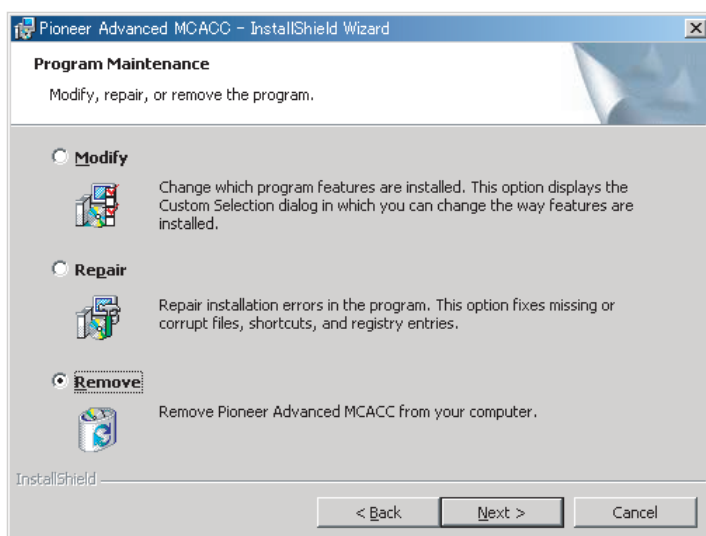 Pioneer Advanced MCACC - InstallShield Wizard
Program Maintenance
Modify, repair, or remove the program.
Modify
Change which program features are installed. This option displays the
Custom Selection dialog in which you can change the way features are
installed.
Repair
Repair installation errors in the program. This option fixes missing or
corrupt files, shortcuts, and registry entries.
Remove
Remove Pioneer Advanced MCACC from your computer.
InstallShield
< Back
Next >
Cancel